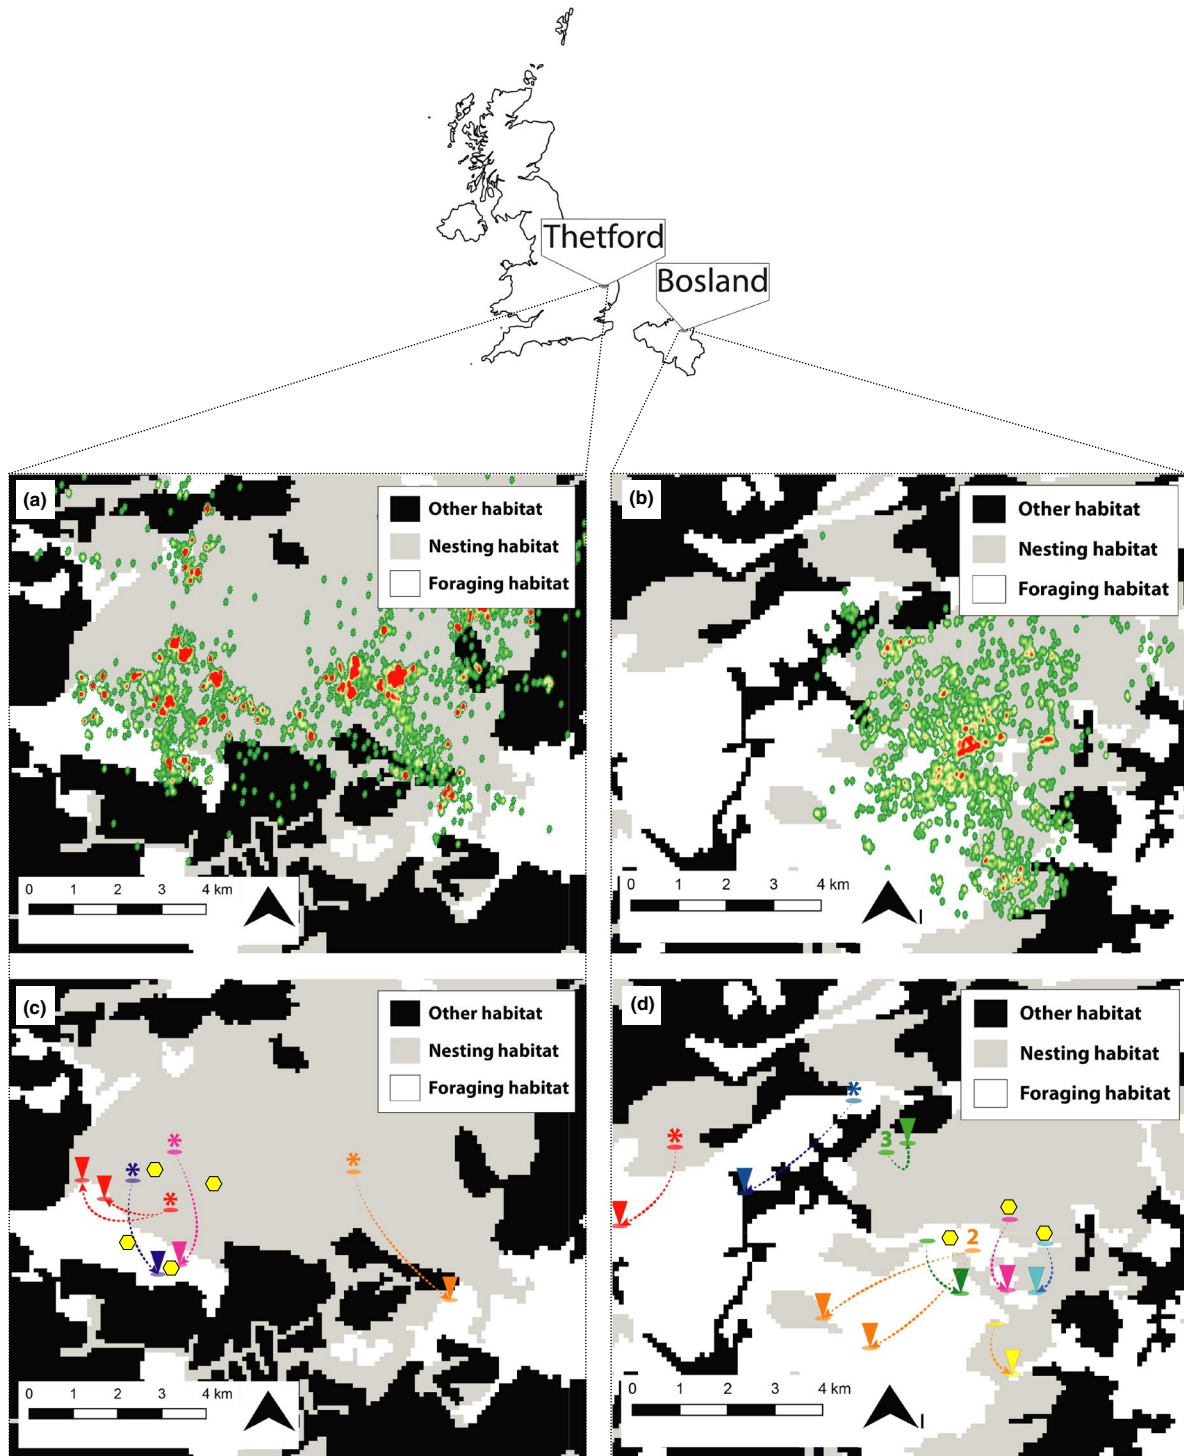 Thetford
Bosland
(a)
Other habitat
Nesting habitat
Foraging habitat
0 1 2 3 4 km
(b)
Other habitat
Nesting habitat
Foraging habitat
0 1 2 3 4 km
(c)
Other habitat
Nesting habitat
Foraging habitat
*
*
*
*
0 1 2 3 4 km
(d)
Other habitat
Nesting habitat
Foraging habitat
*
*
3
2
0 1 2 3 4 km